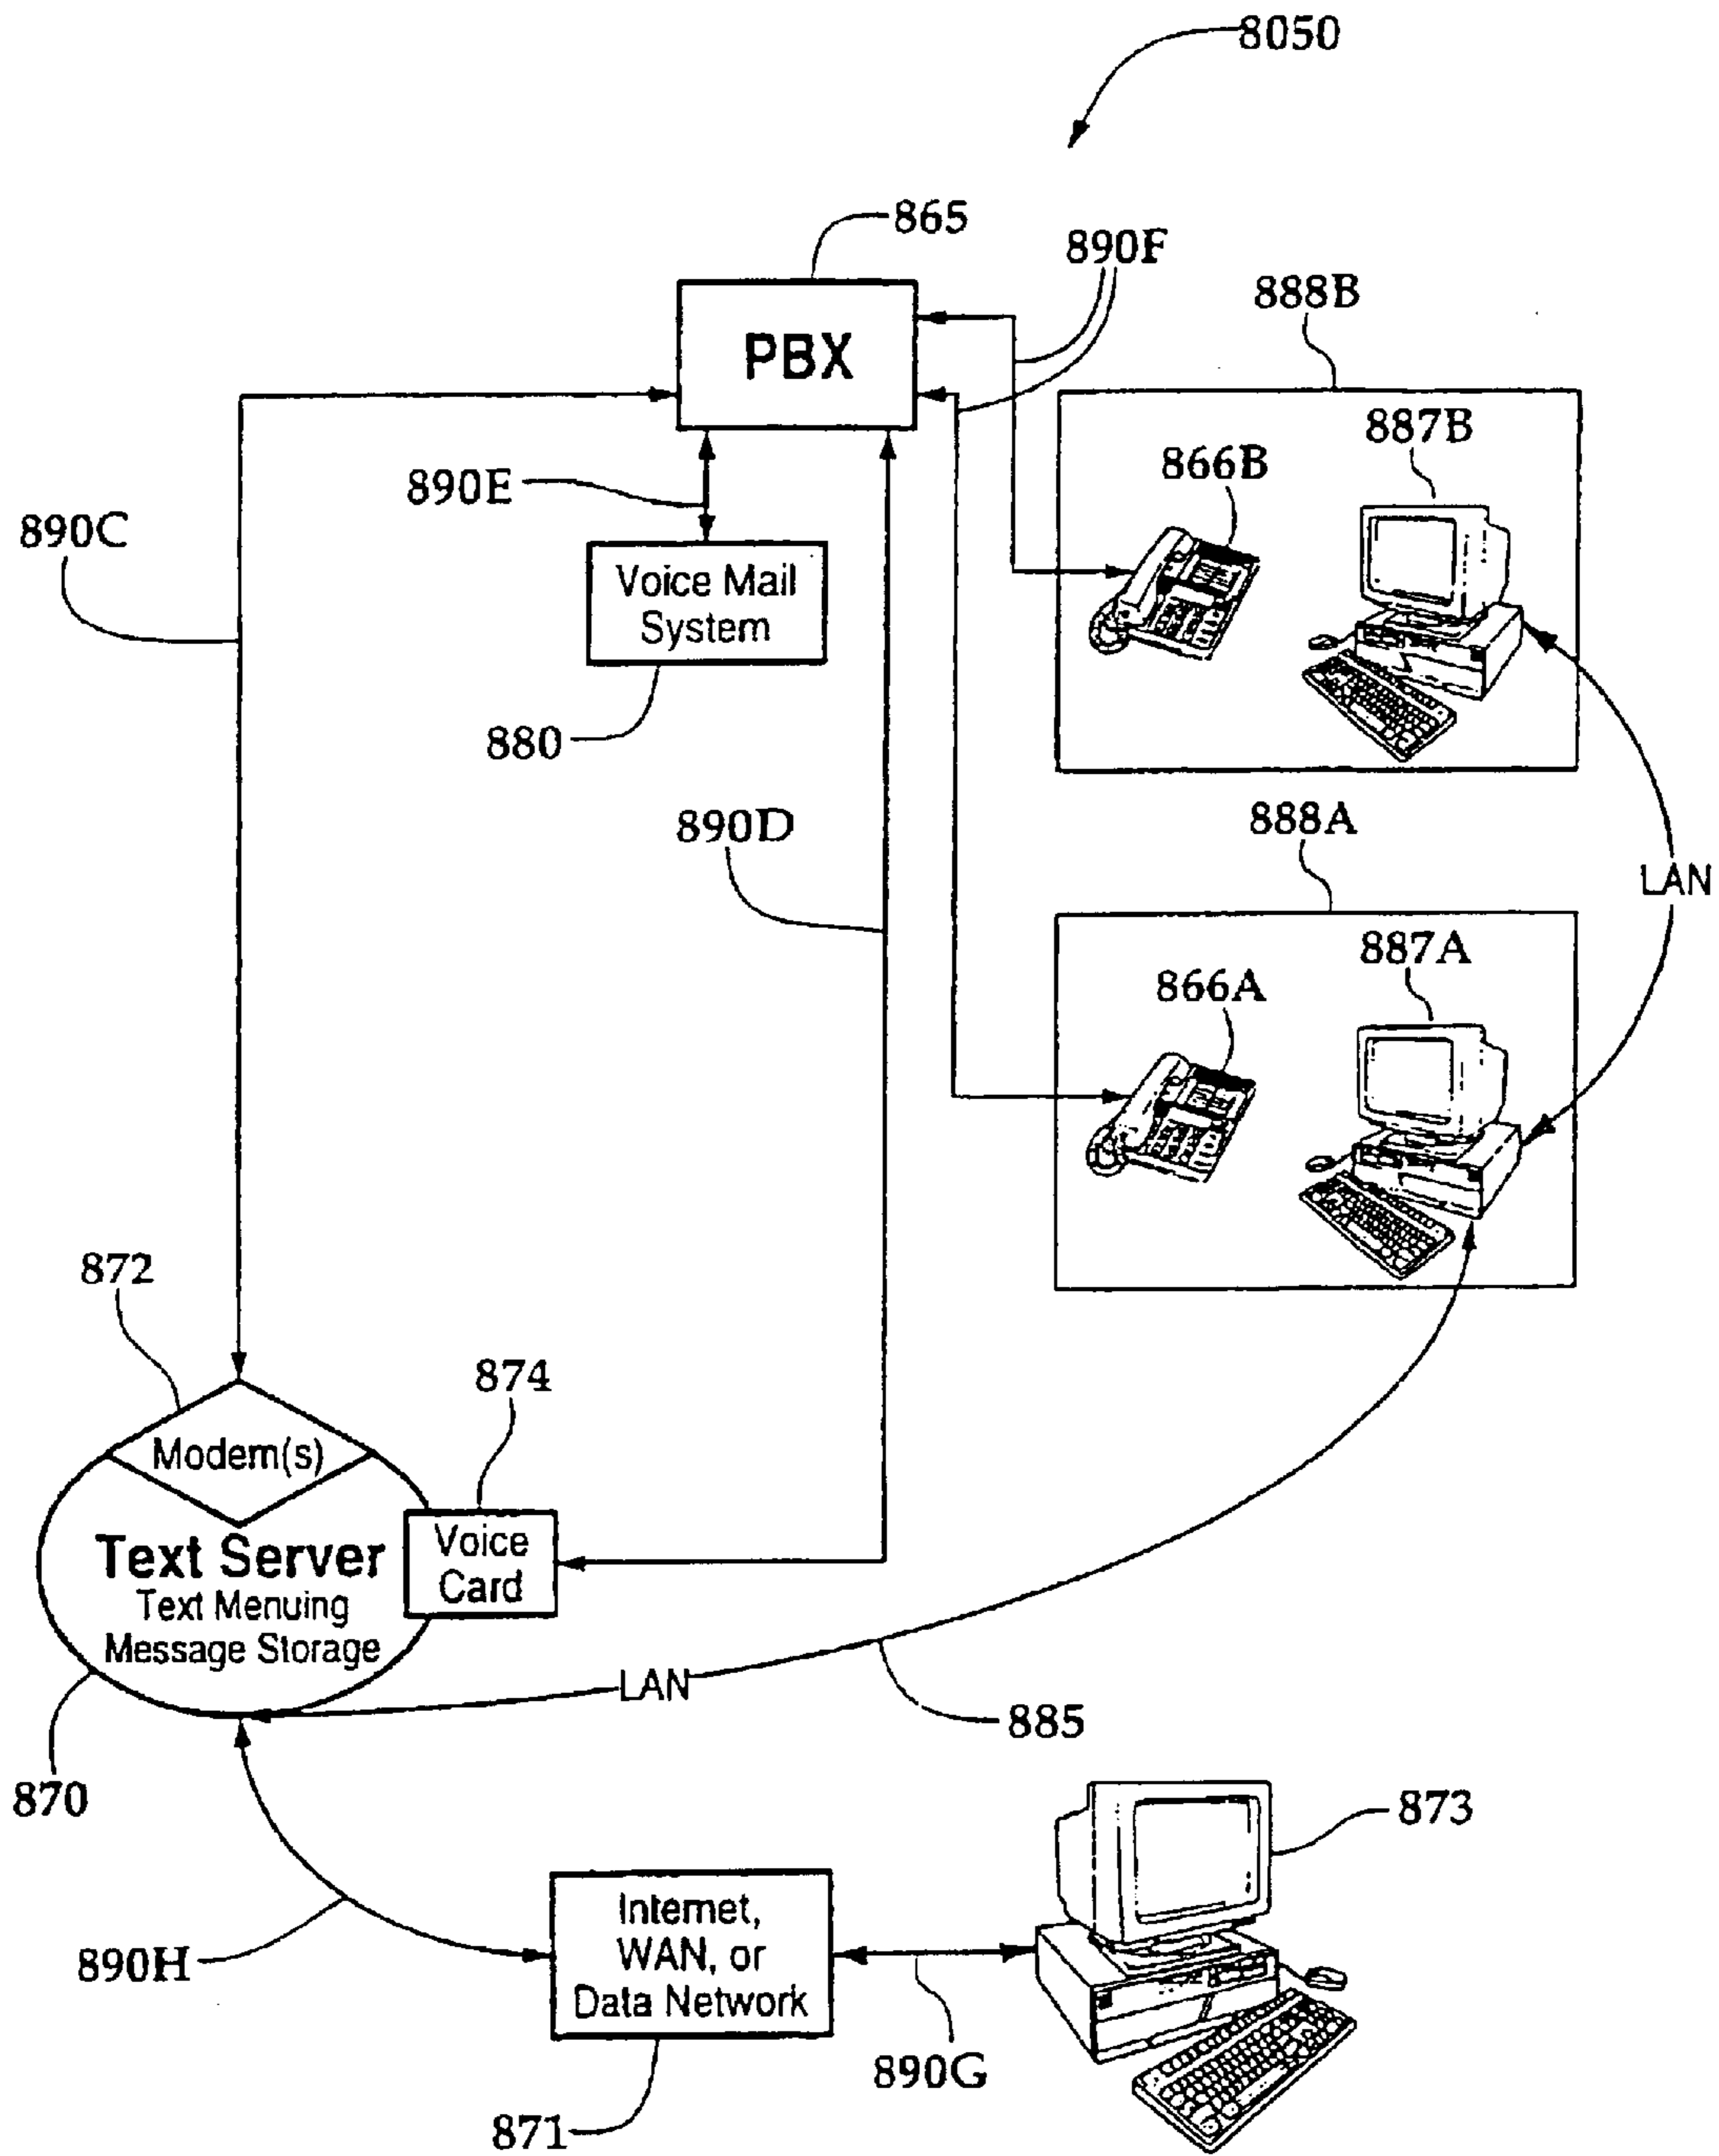 8050
865
890F
888B
PBX
887B
866B
890E
890C
Voice Mail
System
880
890D
888A
LAN
887A
866A
872
874
Modem(s)
Voice
Card
Text Server
Text Menuing
Message Storage
LAN
885
870
873
Internet,
WAN, or
Data Network
890H
890G
871